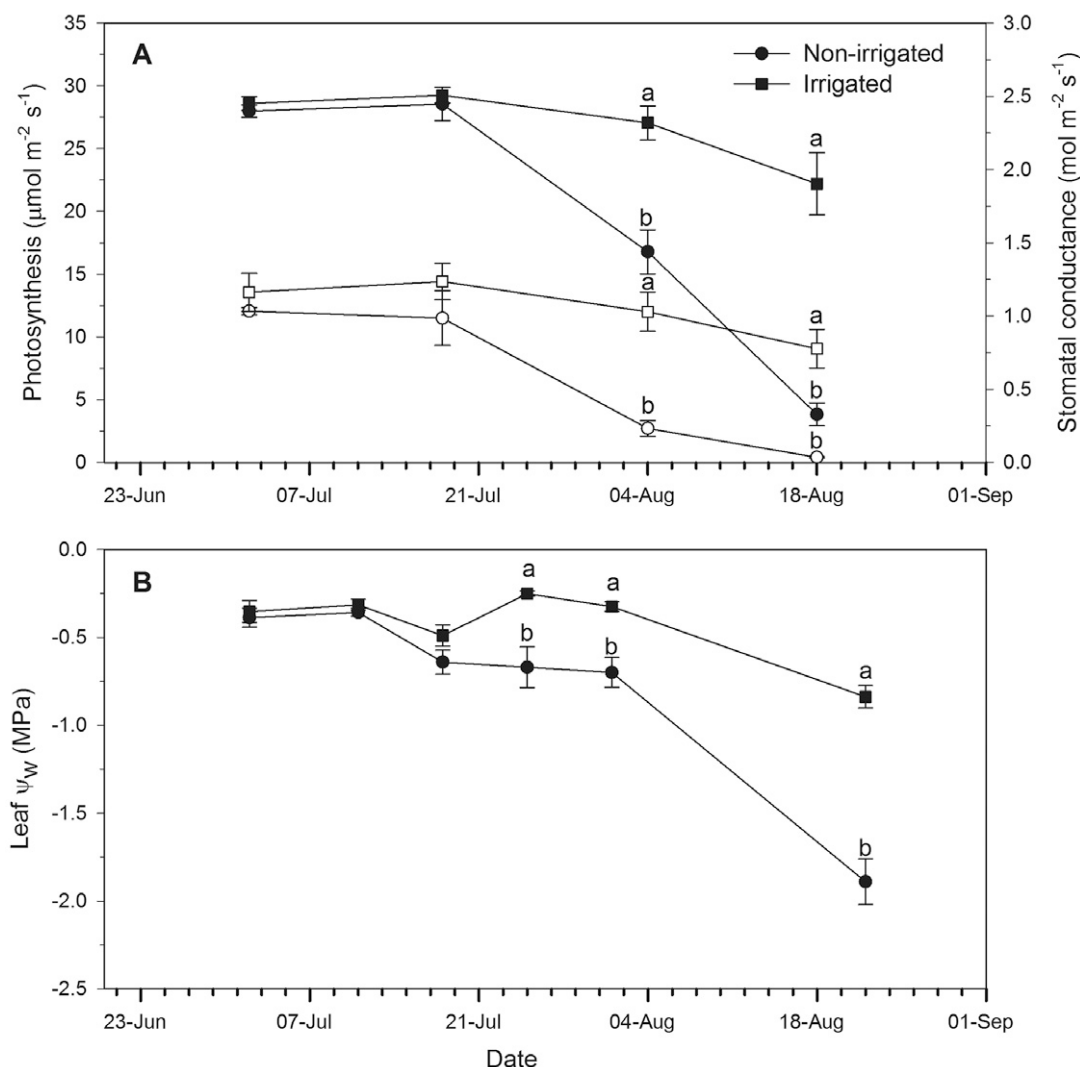 A
Non-irrigated
Irrigated
Photosynthesis (μmol m-2 s-1)
Stomatal conductance (mol m-2 s-1)
35
30
25
20
15
10
5
0
3.0
2.5
2.0
1.5
1.0
0.5
0.0
a
a
b
a
a
b
b
b
23-Jun
07-Jul
21-Jul
04-Aug
18-Aug
01-Sep
B
Leaf ψw (MPa)
0.0
-0.5
-1.0
-1.5
-2.0
-2.5
a
a
b
b
a
b
23-Jun
07-Jul
21-Jul
04-Aug
18-Aug
01-Sep
Date